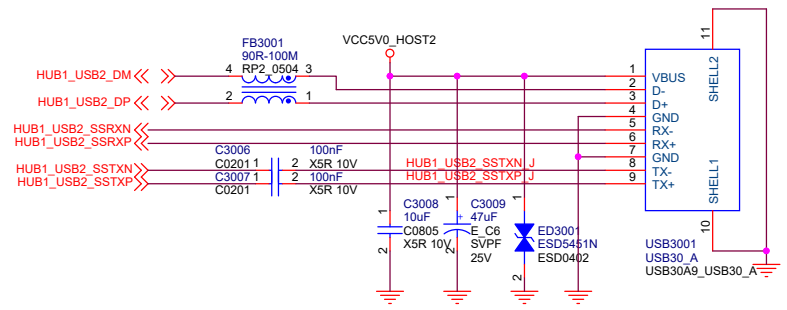 FB3001
90R-100M
RP2_0504
VCC5V0_HOST2
HUB1_USB2_DM
4
3
HUB1_USB2_DP
2
1
HUB1_USB2_SSRXN
HUB1_USB2_SSRXP
C3006
100nF
HUB1_USB2_SSTXN
C0201
1
2
X5R 10V
HUB1_USB2_SSTXN_J
C3007
100nF
HUB1_USB2_SSTXP
1
2
HUB1_USB2_SSTXP_J
C0201
X5R 10V
1
2
3
4
5
6
7
8
9
VBUS
D-
D+
GND
RX-
RX+
GND
TX-
TX+
SHELL2
SHELL1
11
10
USB3001
USB30_A
USB30A9_USB30_A
1
C3008
10uF
C0805
X5R 10V
2
1
+
C3009
47uF
E_C6
SVPF
25V
2
1
ED3001
ESD5451N
ESD0402
2